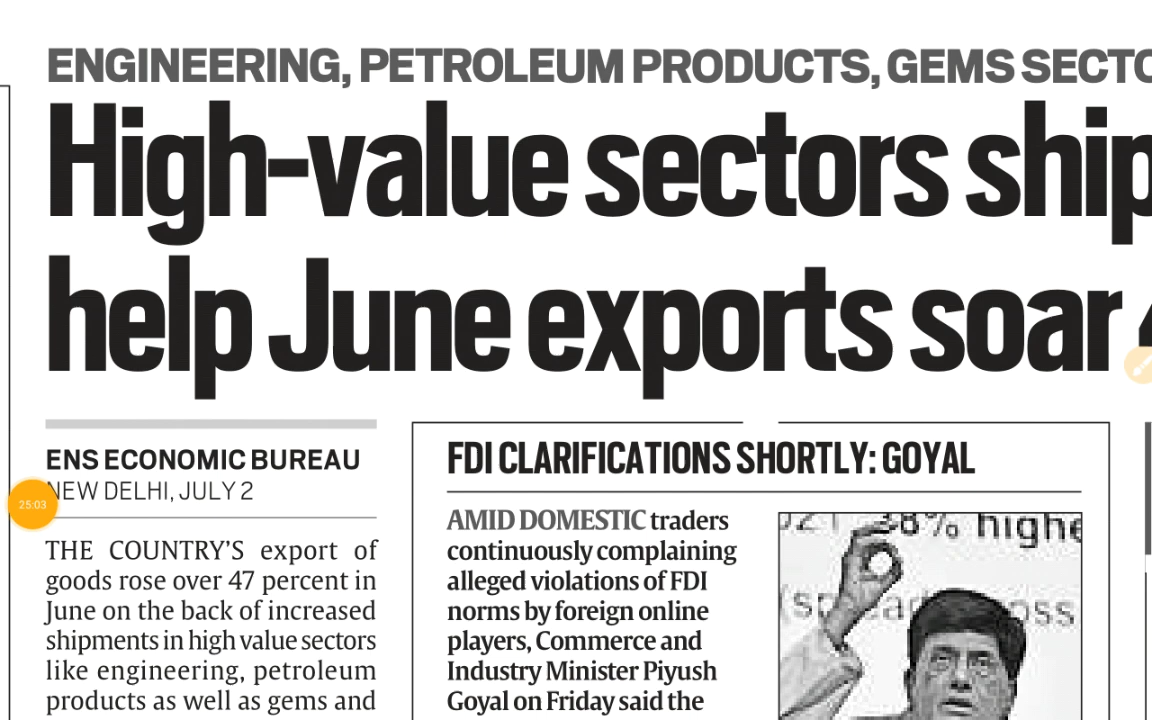 ENGINEERING, PETROLEUM PRODUCTS, GEMS
High-value sectors
help June exports soar
ENS ECONOMIC BUREAU
NEW DELHI, JULY 2
25:03
THE COUNTRY'S export of
goods rose over 47 percent in
June on the back of increased
shipments in high value sectors
like engineering, petroleum
products as well as gems and
FDI CLARIFICATIONS SHORTLY: GOYAL
AMID DOMESTIC traders
continuously complaining
alleged violations of FDI
norms by foreign online
players, Commerce and
Industry Minister Piyush
Goyal on Friday said the
38% highe